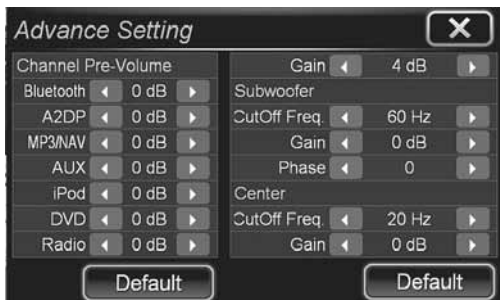 Advance Setting X
Channel Pre-Volume
Bluetooth 0 dB
A2DP 0 dB
MP3/NAV 0 dB
AUX 0 dB
iPod 0 dB
DVD 0 dB
Radio 0 dB
Default
Gain 4 dB
Subwoofer
CutOff Freq. 60 Hz
Gain 0 dB
Phase 0
Center
CutOff Freq. 20 Hz
Gain 0 dB
Default